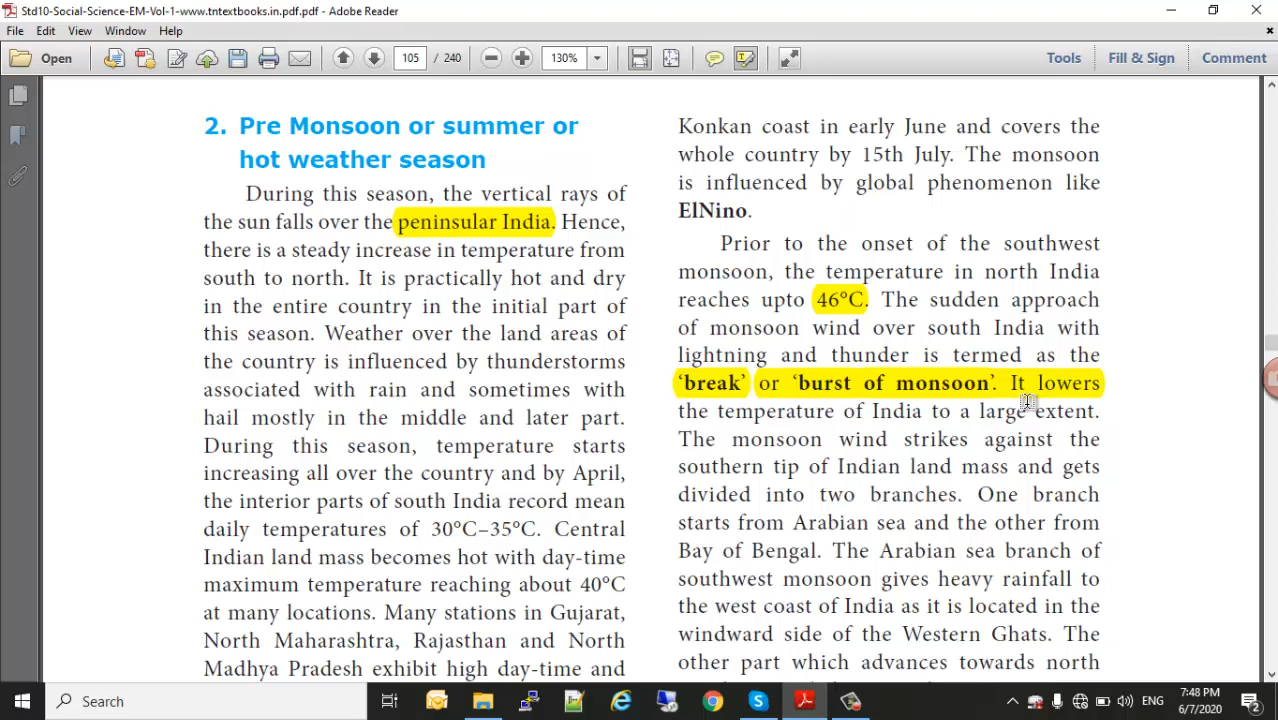 Std10-Social-Science-EM-Vol-1-www.tntextbooks.in.pdf.pdf - Adobe Reader
File Edit View Window Help
Open 105 / 240 130% Tools Fill & Sign Comment
2. Pre Monsoon or summer or
hot weather season
During this season, the vertical rays of
the sun falls over the peninsular India. Hence,
there is a steady increase in temperature from
south to north. It is practically hot and dry
in the entire country in the initial part of
this season. Weather over the land areas of
the country is influenced by thunderstorms
associated with rain and sometimes with
hail mostly in the middle and later part.
During this season, temperature starts
increasing all over the country and by April,
the interior parts of south India record mean
daily temperatures of 30°C–35°C. Central
Indian land mass becomes hot with day-time
maximum temperature reaching about 40°C
at many locations. Many stations in Gujarat,
North Maharashtra, Rajasthan and North
Madhya Pradesh exhibit high day-time and
Konkan coast in early June and covers the
whole country by 15th July. The monsoon
is influenced by global phenomenon like
ElNino.
Prior to the onset of the southwest
monsoon, the temperature in north India
reaches upto 46°C. The sudden approach
of monsoon wind over south India with
lightning and thunder is termed as the
‘break’ or ‘burst of monsoon’. It lowers
the temperature of India to a large extent.
The monsoon wind strikes against the
southern tip of Indian land mass and gets
divided into two branches. One branch
starts from Arabian sea and the other from
Bay of Bengal. The Arabian sea branch of
southwest monsoon gives heavy rainfall to
the west coast of India as it is located in the
windward side of the Western Ghats. The
other part which advances towards north
Search
ENG 7:48 PM
6/7/2020 2